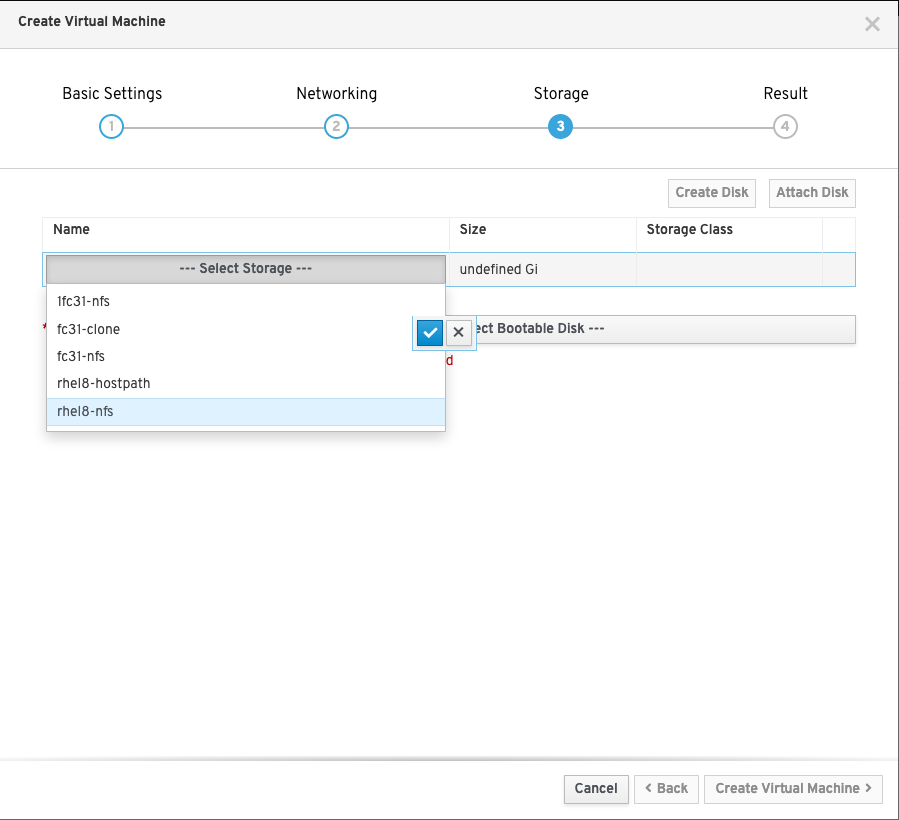 Create Virtual Machine
Basic Settings Networking Storage Result
1 2 3 4
Create Disk Attach Disk
Name Size Storage Class
--- Select Storage --- undefined Gi
1fc31-nfs
fc31-clone
* ect Bootable Disk ---
fc31-nfs
d
rhel8-hostpath
rhel8-nfs
Cancel < Back Create Virtual Machine >